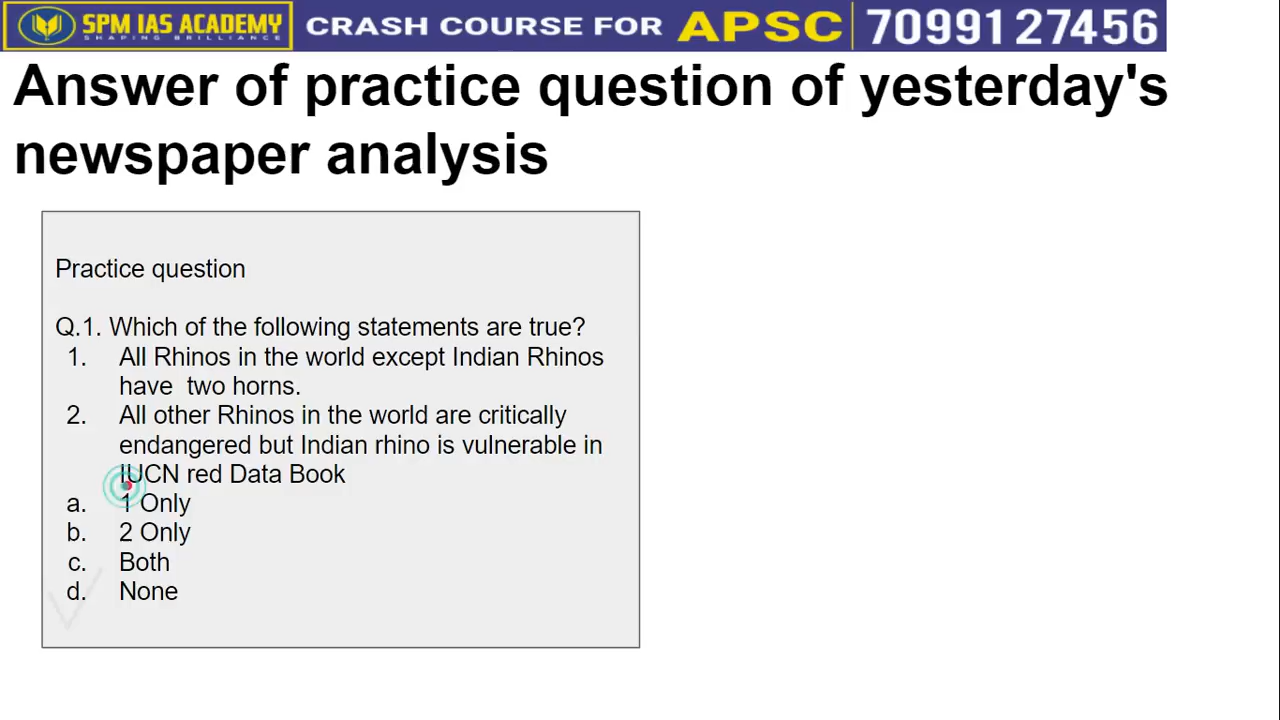 SPM IAS ACADEMY
SHAPING BRILLIANCE
CRASH COURSE FOR APSC 70991 27456
Answer of practice question of yesterday's
newspaper analysis
Practice question
Q.1. Which of the following statements are true?
1. All Rhinos in the world except Indian Rhinos
have two horns.
2. All other Rhinos in the world are critically
endangered but Indian rhino is vulnerable in
IUCN red Data Book
a. 1 Only
b. 2 Only
c. Both
d. None